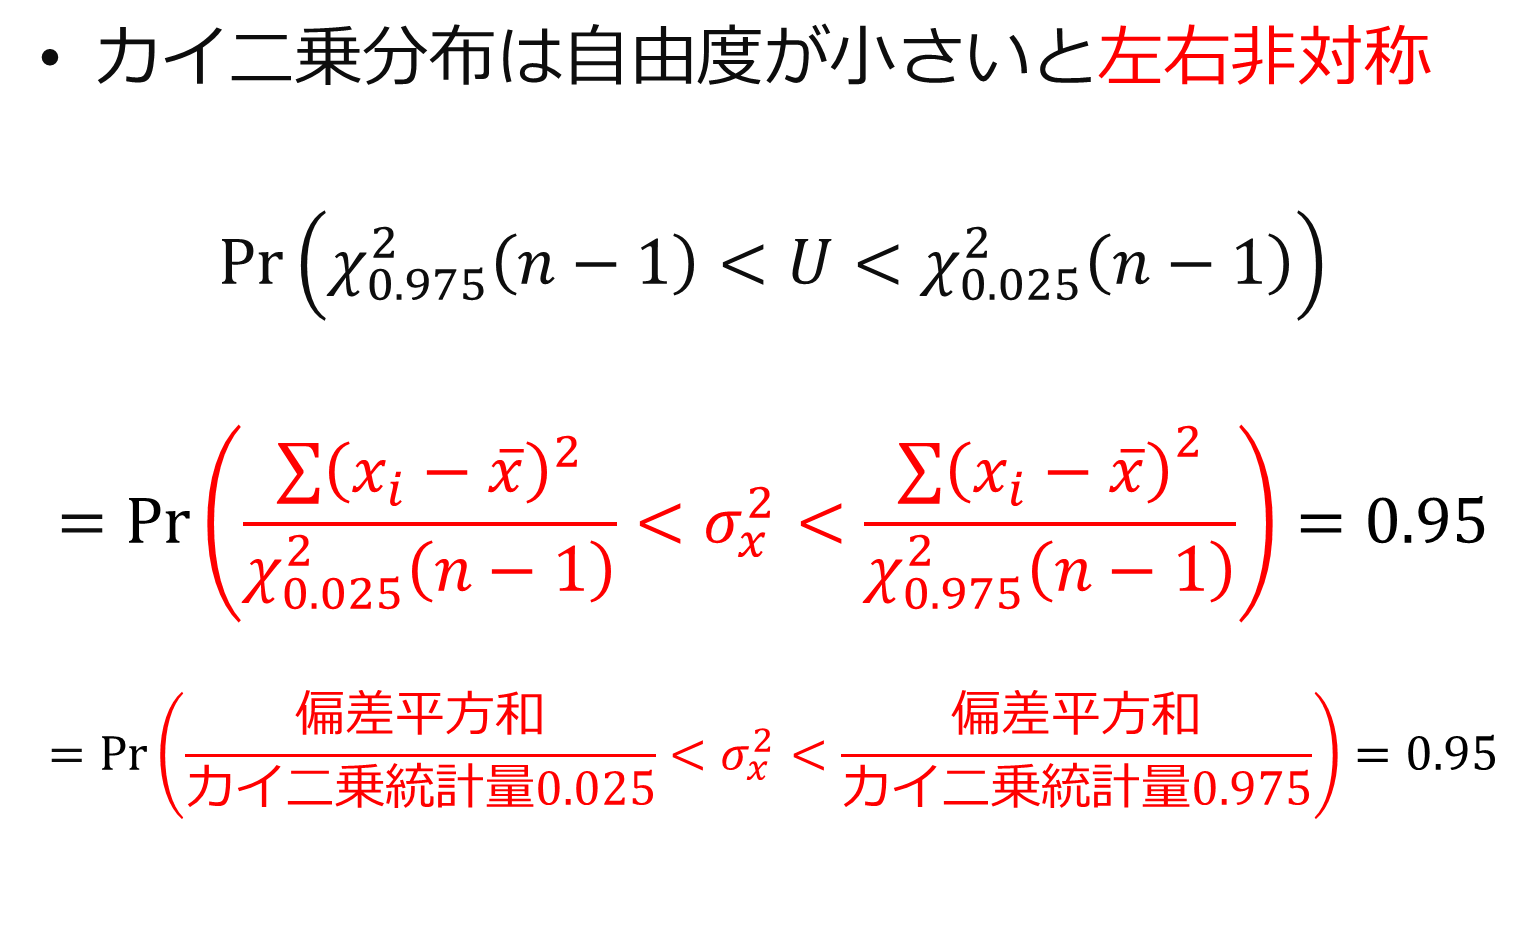 • カイ二乗分布は自由度が小さいと左右非対称
Pr(χ²₀.₉₇₅(n − 1) < U < χ²₀.₀₂₅(n − 1))
= Pr(∑(xᵢ − x̄)² / χ²₀.₀₂₅(n − 1) < σₓ² < ∑(xᵢ − x̄)² / χ²₀.₉₇₅(n − 1)) = 0.95
= Pr(偏差平方和 / カイ二乗統計量0.025 < σₓ² < 偏差平方和 / カイ二乗統計量0.975) = 0.95